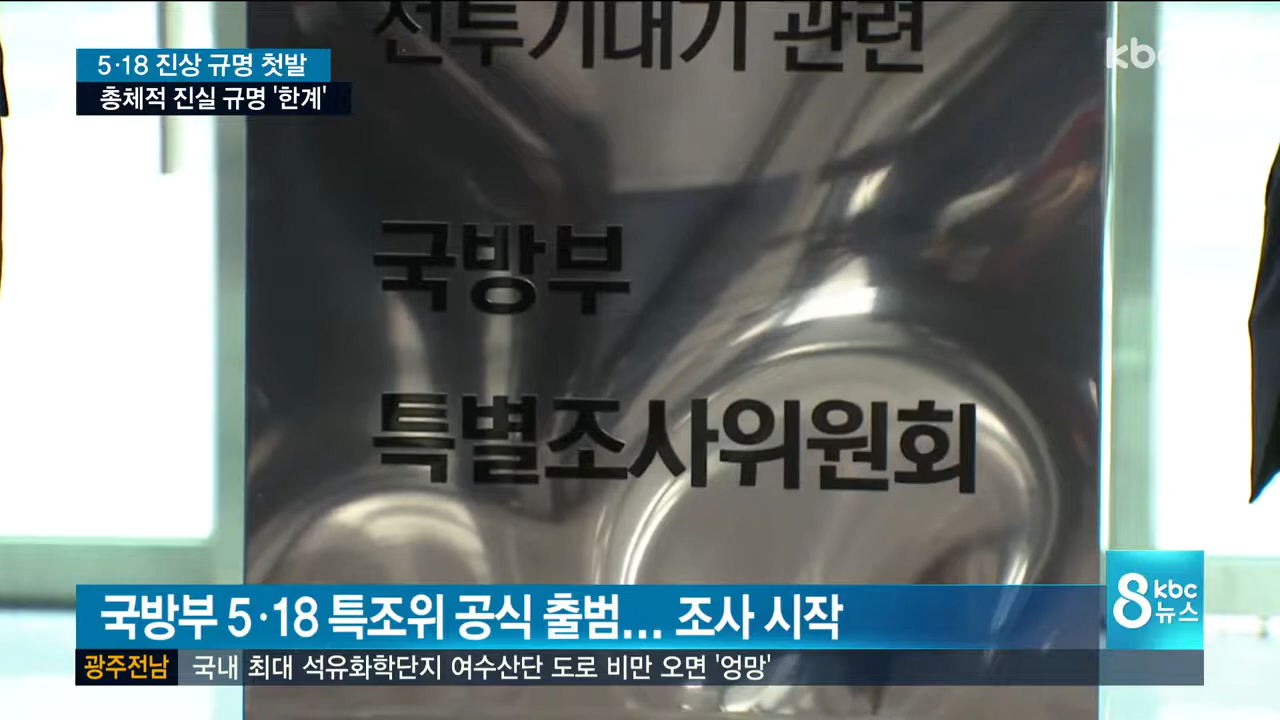 전투기대기 관련
kbc
5·18 진상 규명 첫발
총체적 진실 규명 '한계'
국방부
특별조사위원회
국방부 5·18 특조위 공식 출범... 조사 시작
8 kbc 뉴스
광주전남 국내 최대 석유화학단지 여수산단 도로 비만 오면 '엉망'